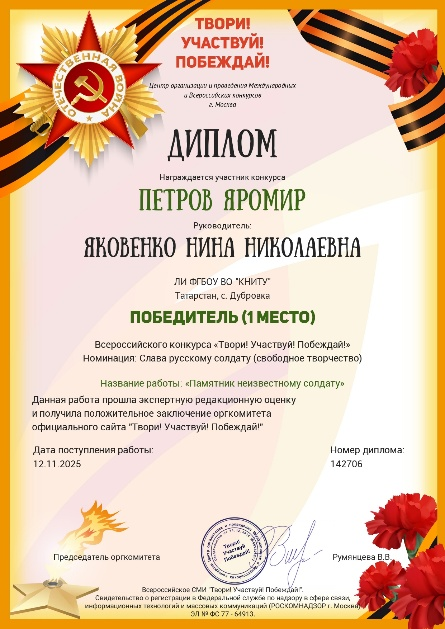 ТВОРИ!
УЧАСТВУЙ!
ПОБЕЖДАЙ!
Центр организации и проведения Международных
и Всероссийских конкурсов
г. Москва
ОТЕЧЕСТВЕННАЯ ВОЙНА
ДИПЛОМ
Награждается участник конкурса
ПЕТРОВ ЯРОМИР
Руководитель:
ЯКОВЕНКО НИНА НИКОЛАЕВНА
ЛИ ФГБОУ ВО "КНИТУ"
Татарстан, с. Дубровка
ПОБЕДИТЕЛЬ (1 МЕСТО)
Всероссийского конкурса «Твори! Участвуй! Побеждай!»
Номинация: Слава русскому солдату (свободное творчество)
Название работы: «Памятник неизвестному солдату»
Данная работа прошла экспертную редакционную оценку
и получила положительное заключение оргкомитета
официального сайта "Твори! Участвуй! Побеждай!"
Дата поступления работы:
12.11.2025
Номер диплома:
142706
Председатель оргкомитета
Твори!
Участвуй!
Побеждай!
Румянцева В.В.
Всероссийское СМИ "Твори! Участвуй! Побеждай!".
Свидетельство о регистрации в Федеральной службе по надзору в сфере связи,
информационных технологий и массовых коммуникаций (РОСКОМНАДЗОР г. Москва)
ЭЛ № ФС 77 - 64913.